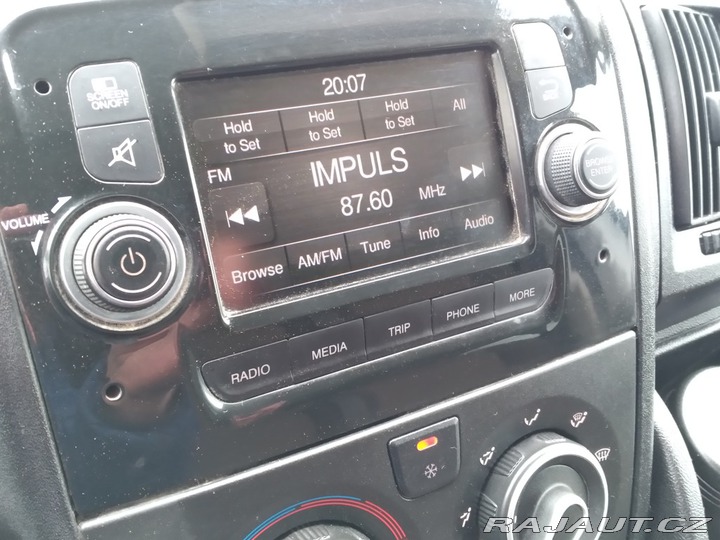 20:07
SCREEN
ON/OFF
Hold
to Set
Hold
to Set
Hold
to Set
All
FM
IMPULS
87.60
MHz
VOLUME
BROWSE
ENTER
Browse
AM/FM
Tune
Info
Audio
RADIO
MEDIA
TRIP
PHONE
MORE
RAJAUT.CZ